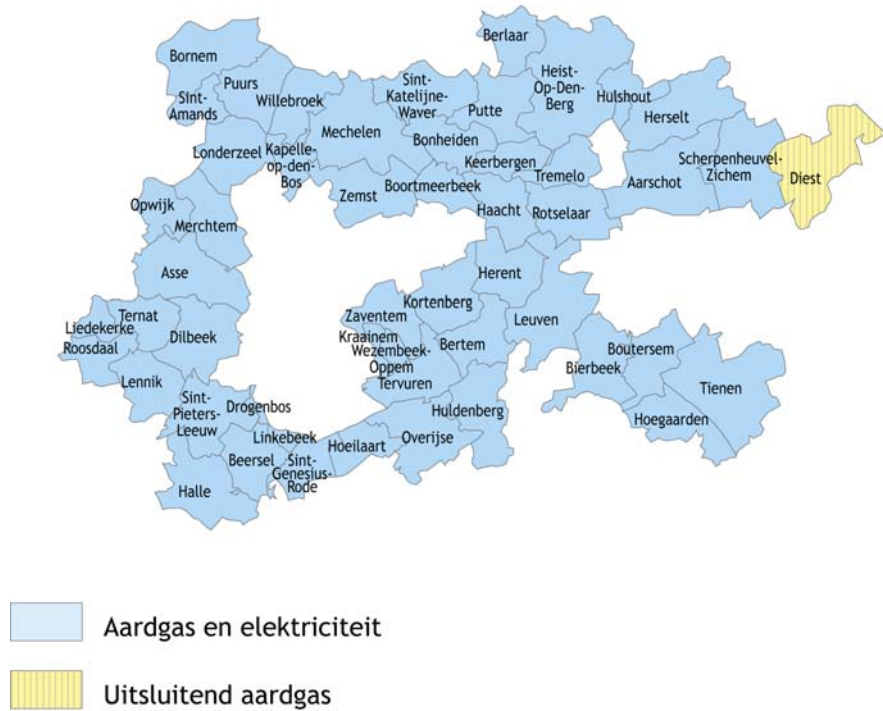 Berlaar
Bornem
Puurs
Sint-
Amands
Willebroek
Sint-
Katelijne-
Waver
Putte
Heist-
Op-Den-
Berg
Hulshout
Herselt
Mechelen
Bonheiden
Londerzeel
Kapelle-
op-den-
Bos
Keerbergen
Tremelo
Scherpenheuvel-
Zichem
Aarschot
Diest
Zemst
Boortmeerbeek
Haacht
Rotselaar
Opwijk
Merchtem
Asse
Herent
Kortenberg
Leuven
Zaventem
Kraainem
Wezembeek-
Oppem
Tervuren
Bertem
Liedekerke
Ternat
Roosdaal
Dilbeek
Boutersem
Bierbeek
Tienen
Lennik
Sint-
Pieters-
Leeuw
Drogenbos
Huldenberg
Hoegaarden
Linkebeek
Hoeilaart
Overijse
Beersel
Sint-
Genesius-
Rode
Halle
Aardgas en elektriciteit
Uitsluitend aardgas